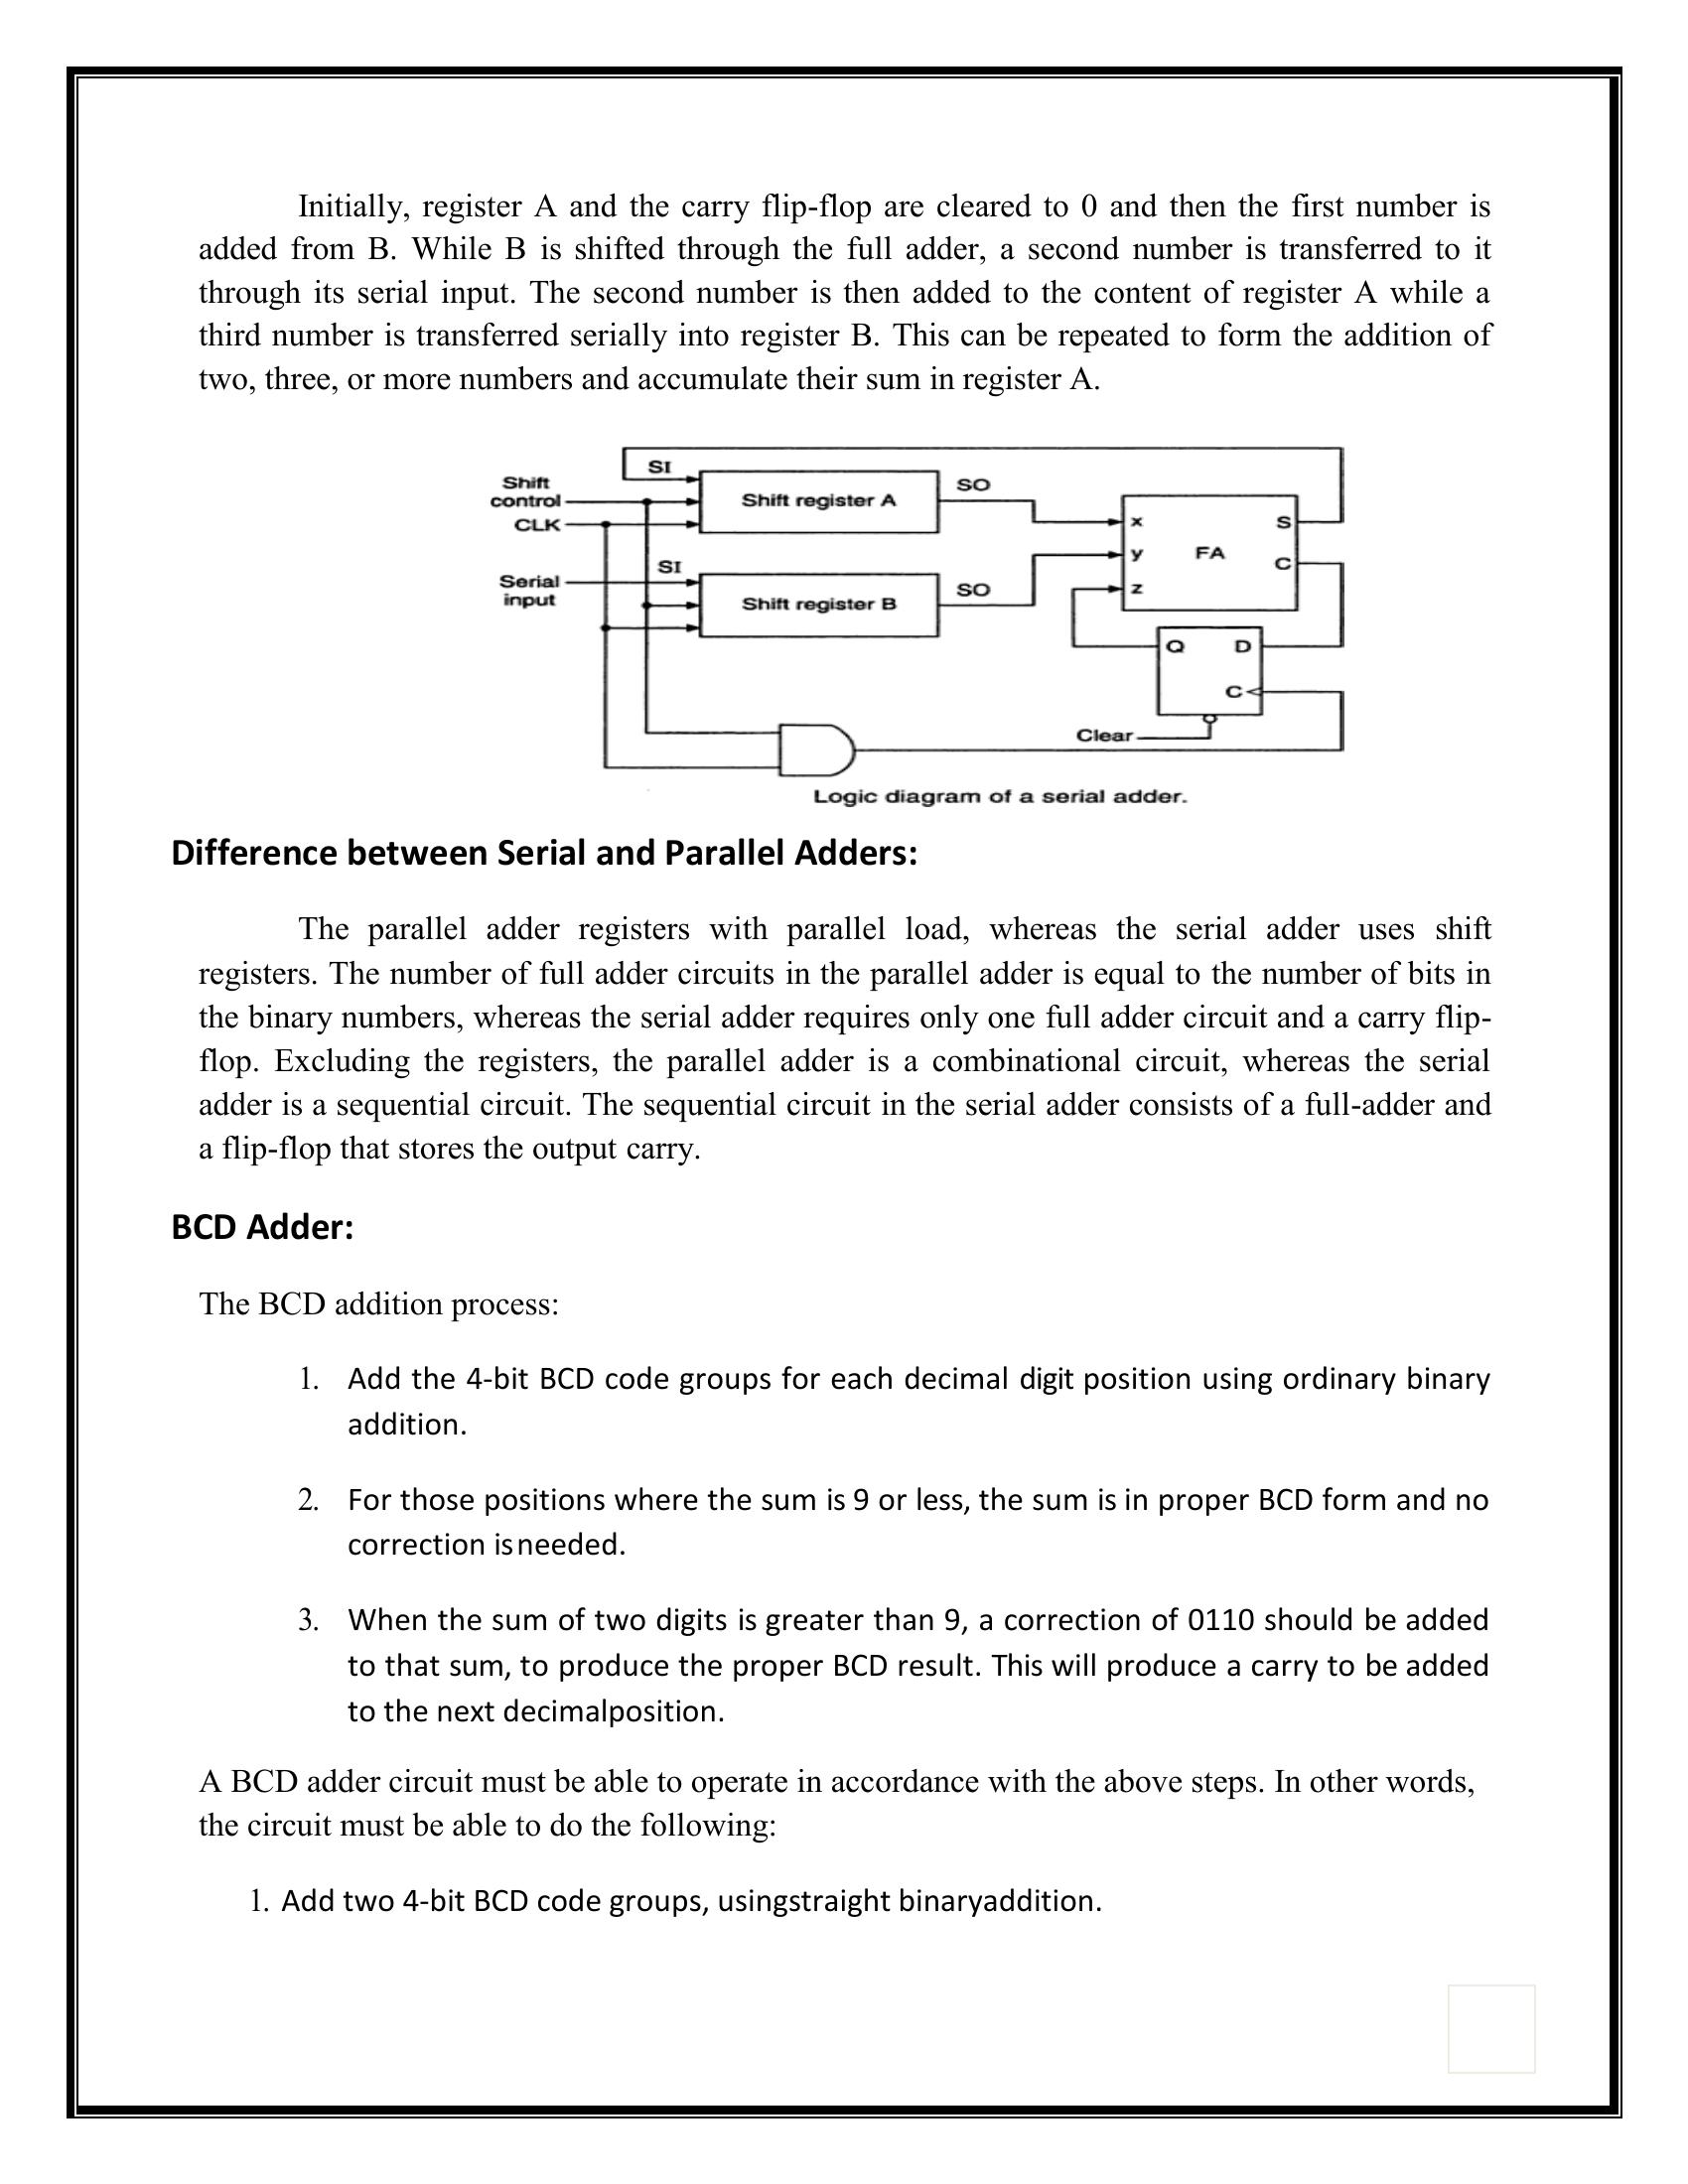 Initially, register A and the carry flip-flop are cleared to 0 and then the first number is
added from B. While B is shifted through the full adder, a second number is transferred to it
through its serial input. The second number is then added to the content of register A while a
third number is transferred serially into register B. This can be repeated to form the addition of
two, three, or more numbers and accumulate their sum in register A.
SI
Shift
control
CLK
Shift register A
SO
x
S
y
FA
C
z
SI
Serial
input
Shift register B
SO
Q
D
C
Clear
Logic diagram of a serial adder.
Difference between Serial and Parallel Adders:
The parallel adder registers with parallel load, whereas the serial adder uses shift
registers. The number of full adder circuits in the parallel adder is equal to the number of bits in
the binary numbers, whereas the serial adder requires only one full adder circuit and a carry flip-
flop. Excluding the registers, the parallel adder is a combinational circuit, whereas the serial
adder is a sequential circuit. The sequential circuit in the serial adder consists of a full-adder and
a flip-flop that stores the output carry.
BCD Adder:
The BCD addition process:
1. Add the 4-bit BCD code groups for each decimal digit position using ordinary binary
addition.
2. For those positions where the sum is 9 or less, the sum is in proper BCD form and no
correction isneeded.
3. When the sum of two digits is greater than 9, a correction of 0110 should be added
to that sum, to produce the proper BCD result. This will produce a carry to be added
to the next decimalposition.
A BCD adder circuit must be able to operate in accordance with the above steps. In other words,
the circuit must be able to do the following:
1. Add two 4-bit BCD code groups, usingstraight binaryaddition.